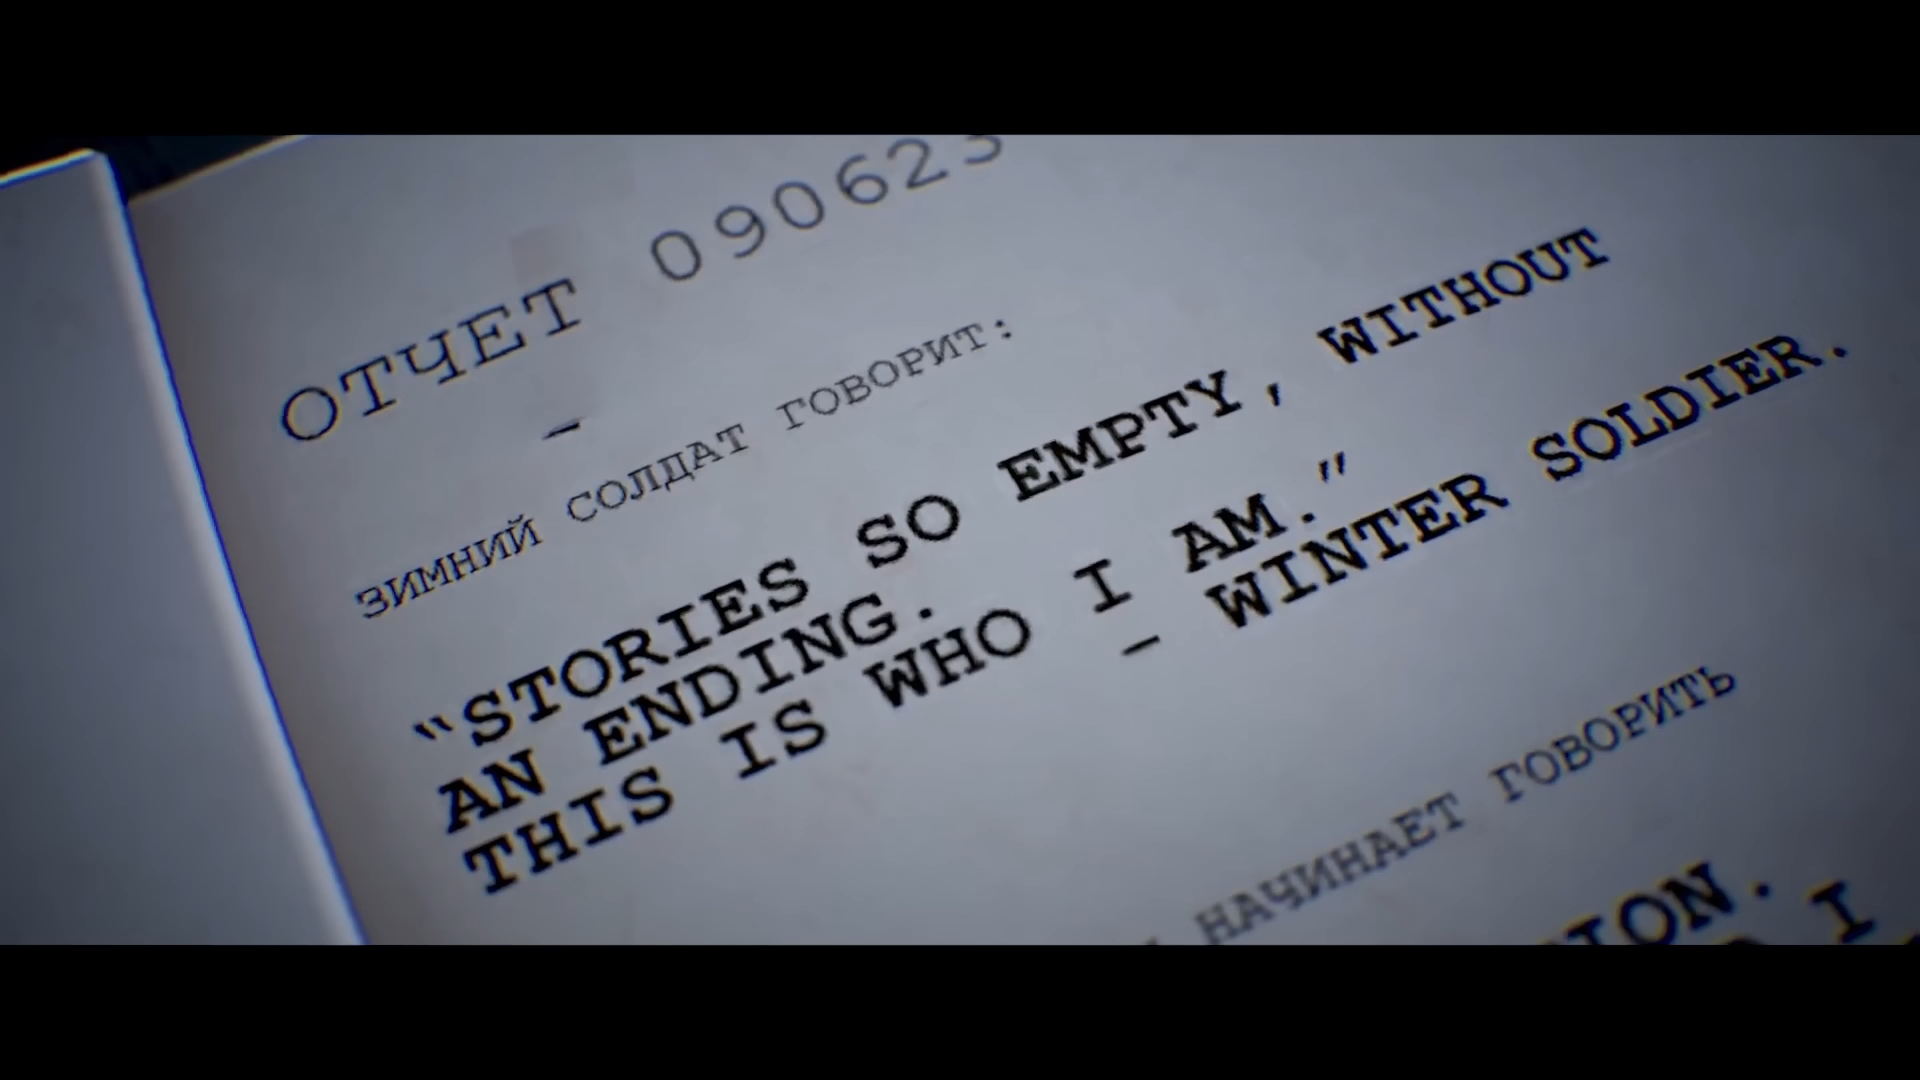 ОТЧЕТ 090623
–
ЗИМНИЙ СОЛДАТ ГОВОРИТ:
“STORIES SO EMPTY, WITHOUT
AN ENDING.
THIS IS WHO I AM.”
– WINTER SOLDIER.
НАЧИНАЕТ ГОВОРИТЬ
I